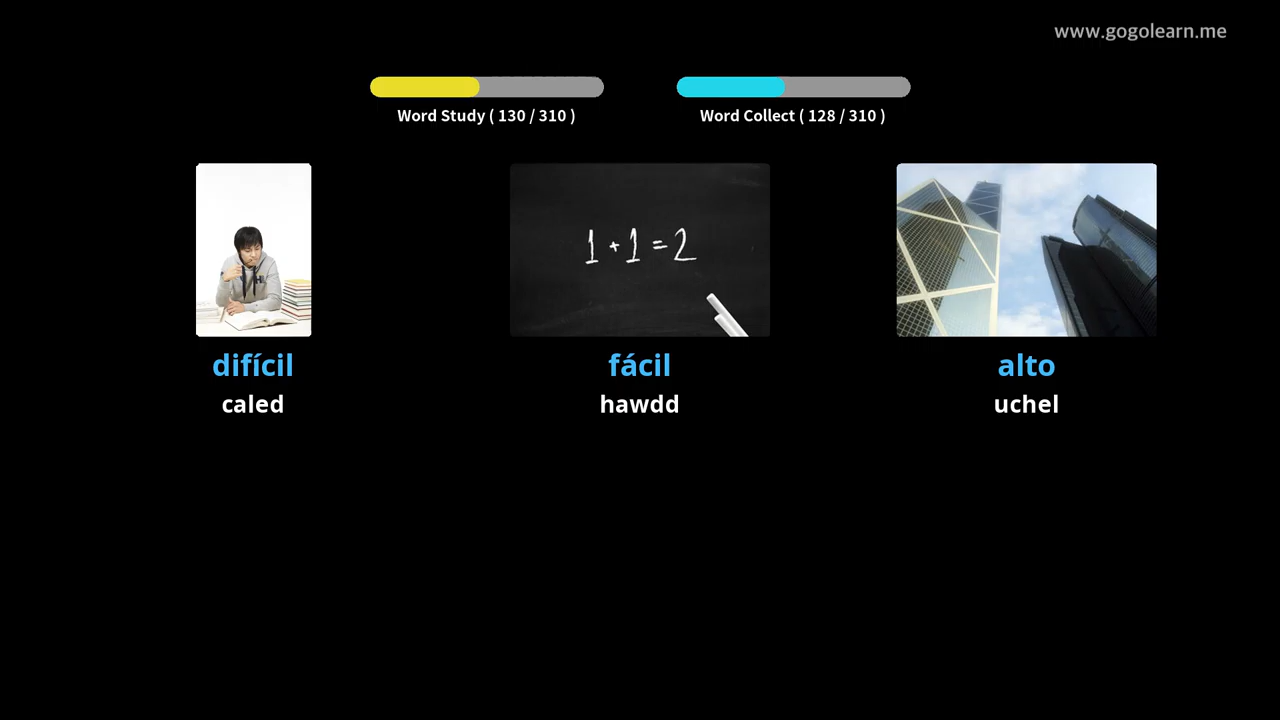 www.gogolearn.me
Word Study ( 130 / 310 )
Word Collect ( 128 / 310 )
1 + 1 = 2
difícil
caled
fácil
hawdd
alto
uchel